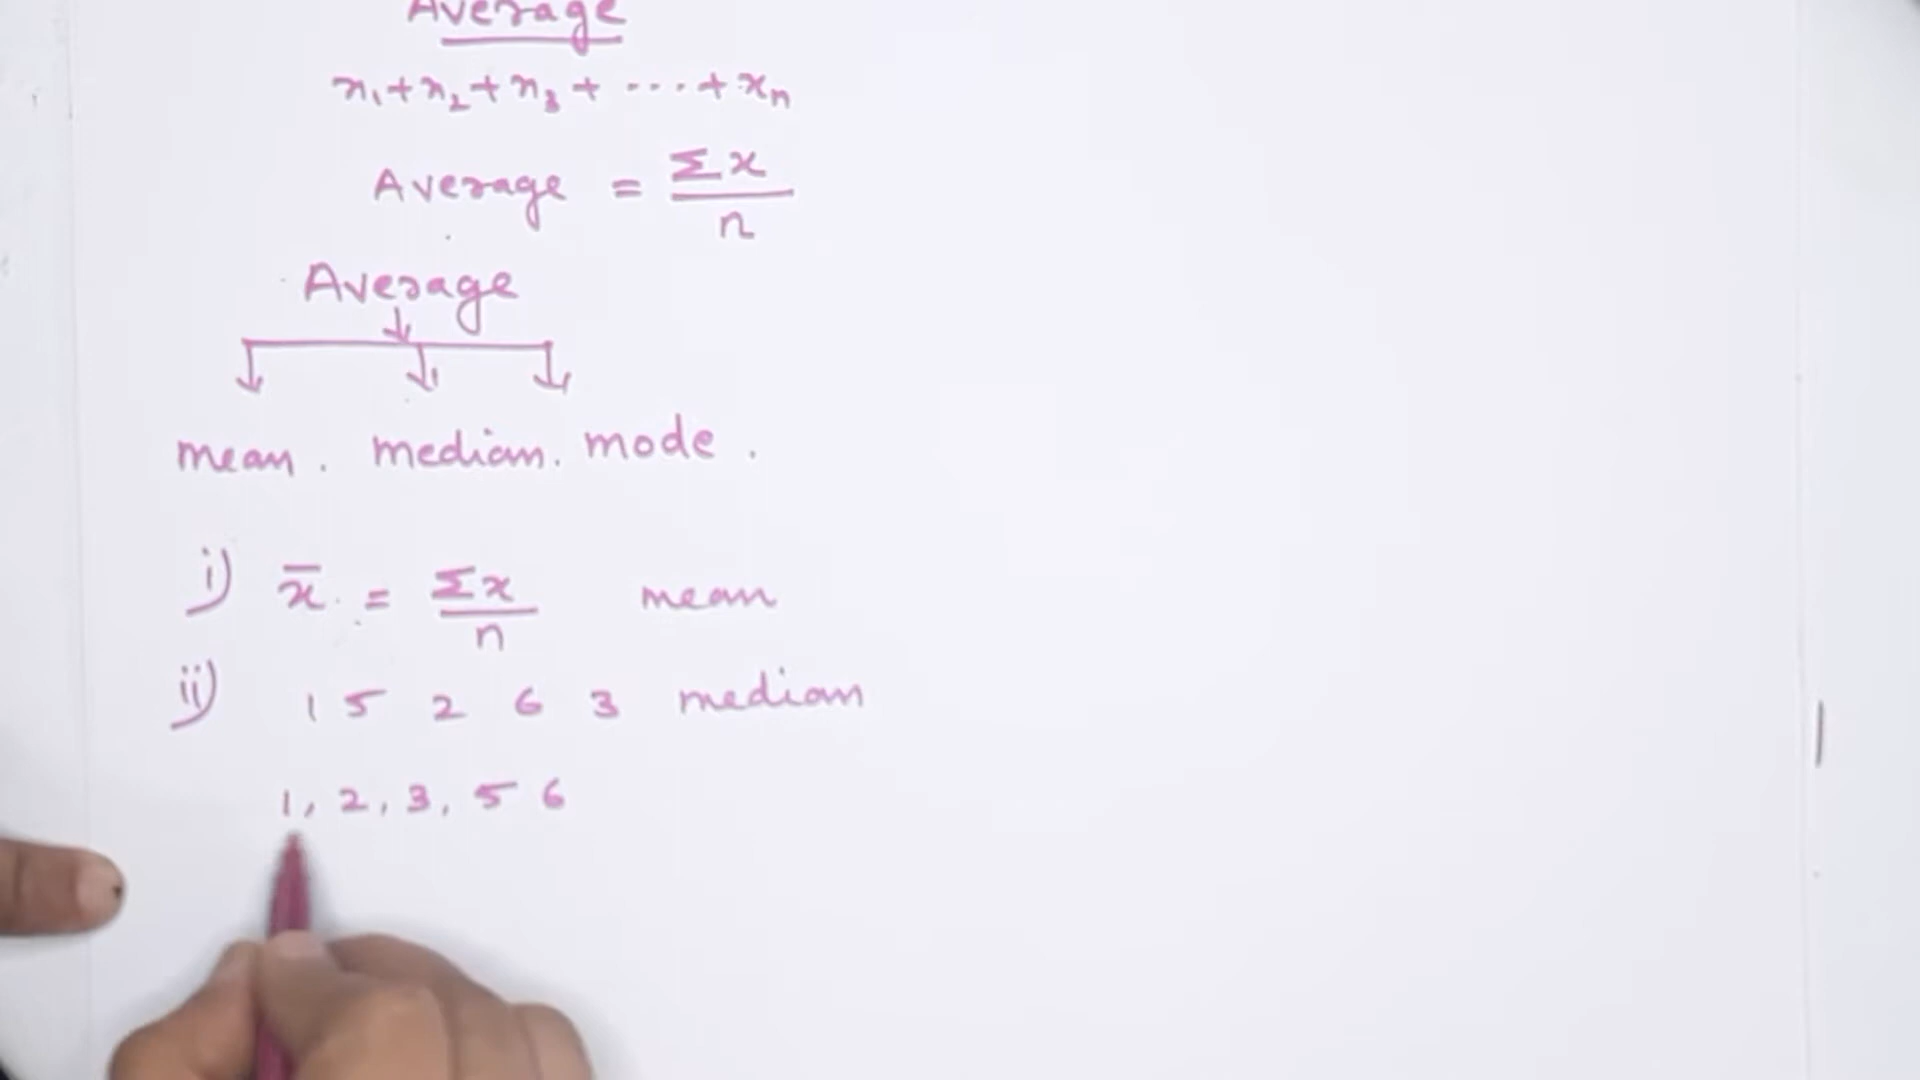 Average
x₁+x₂+x₃+ ....+xₙ
Average = Σx/n
Average
mean. median. mode.
i) x̄ = Σx/n mean
ii) 1 5 2 6 3 median
1, 2, 3, 5 6